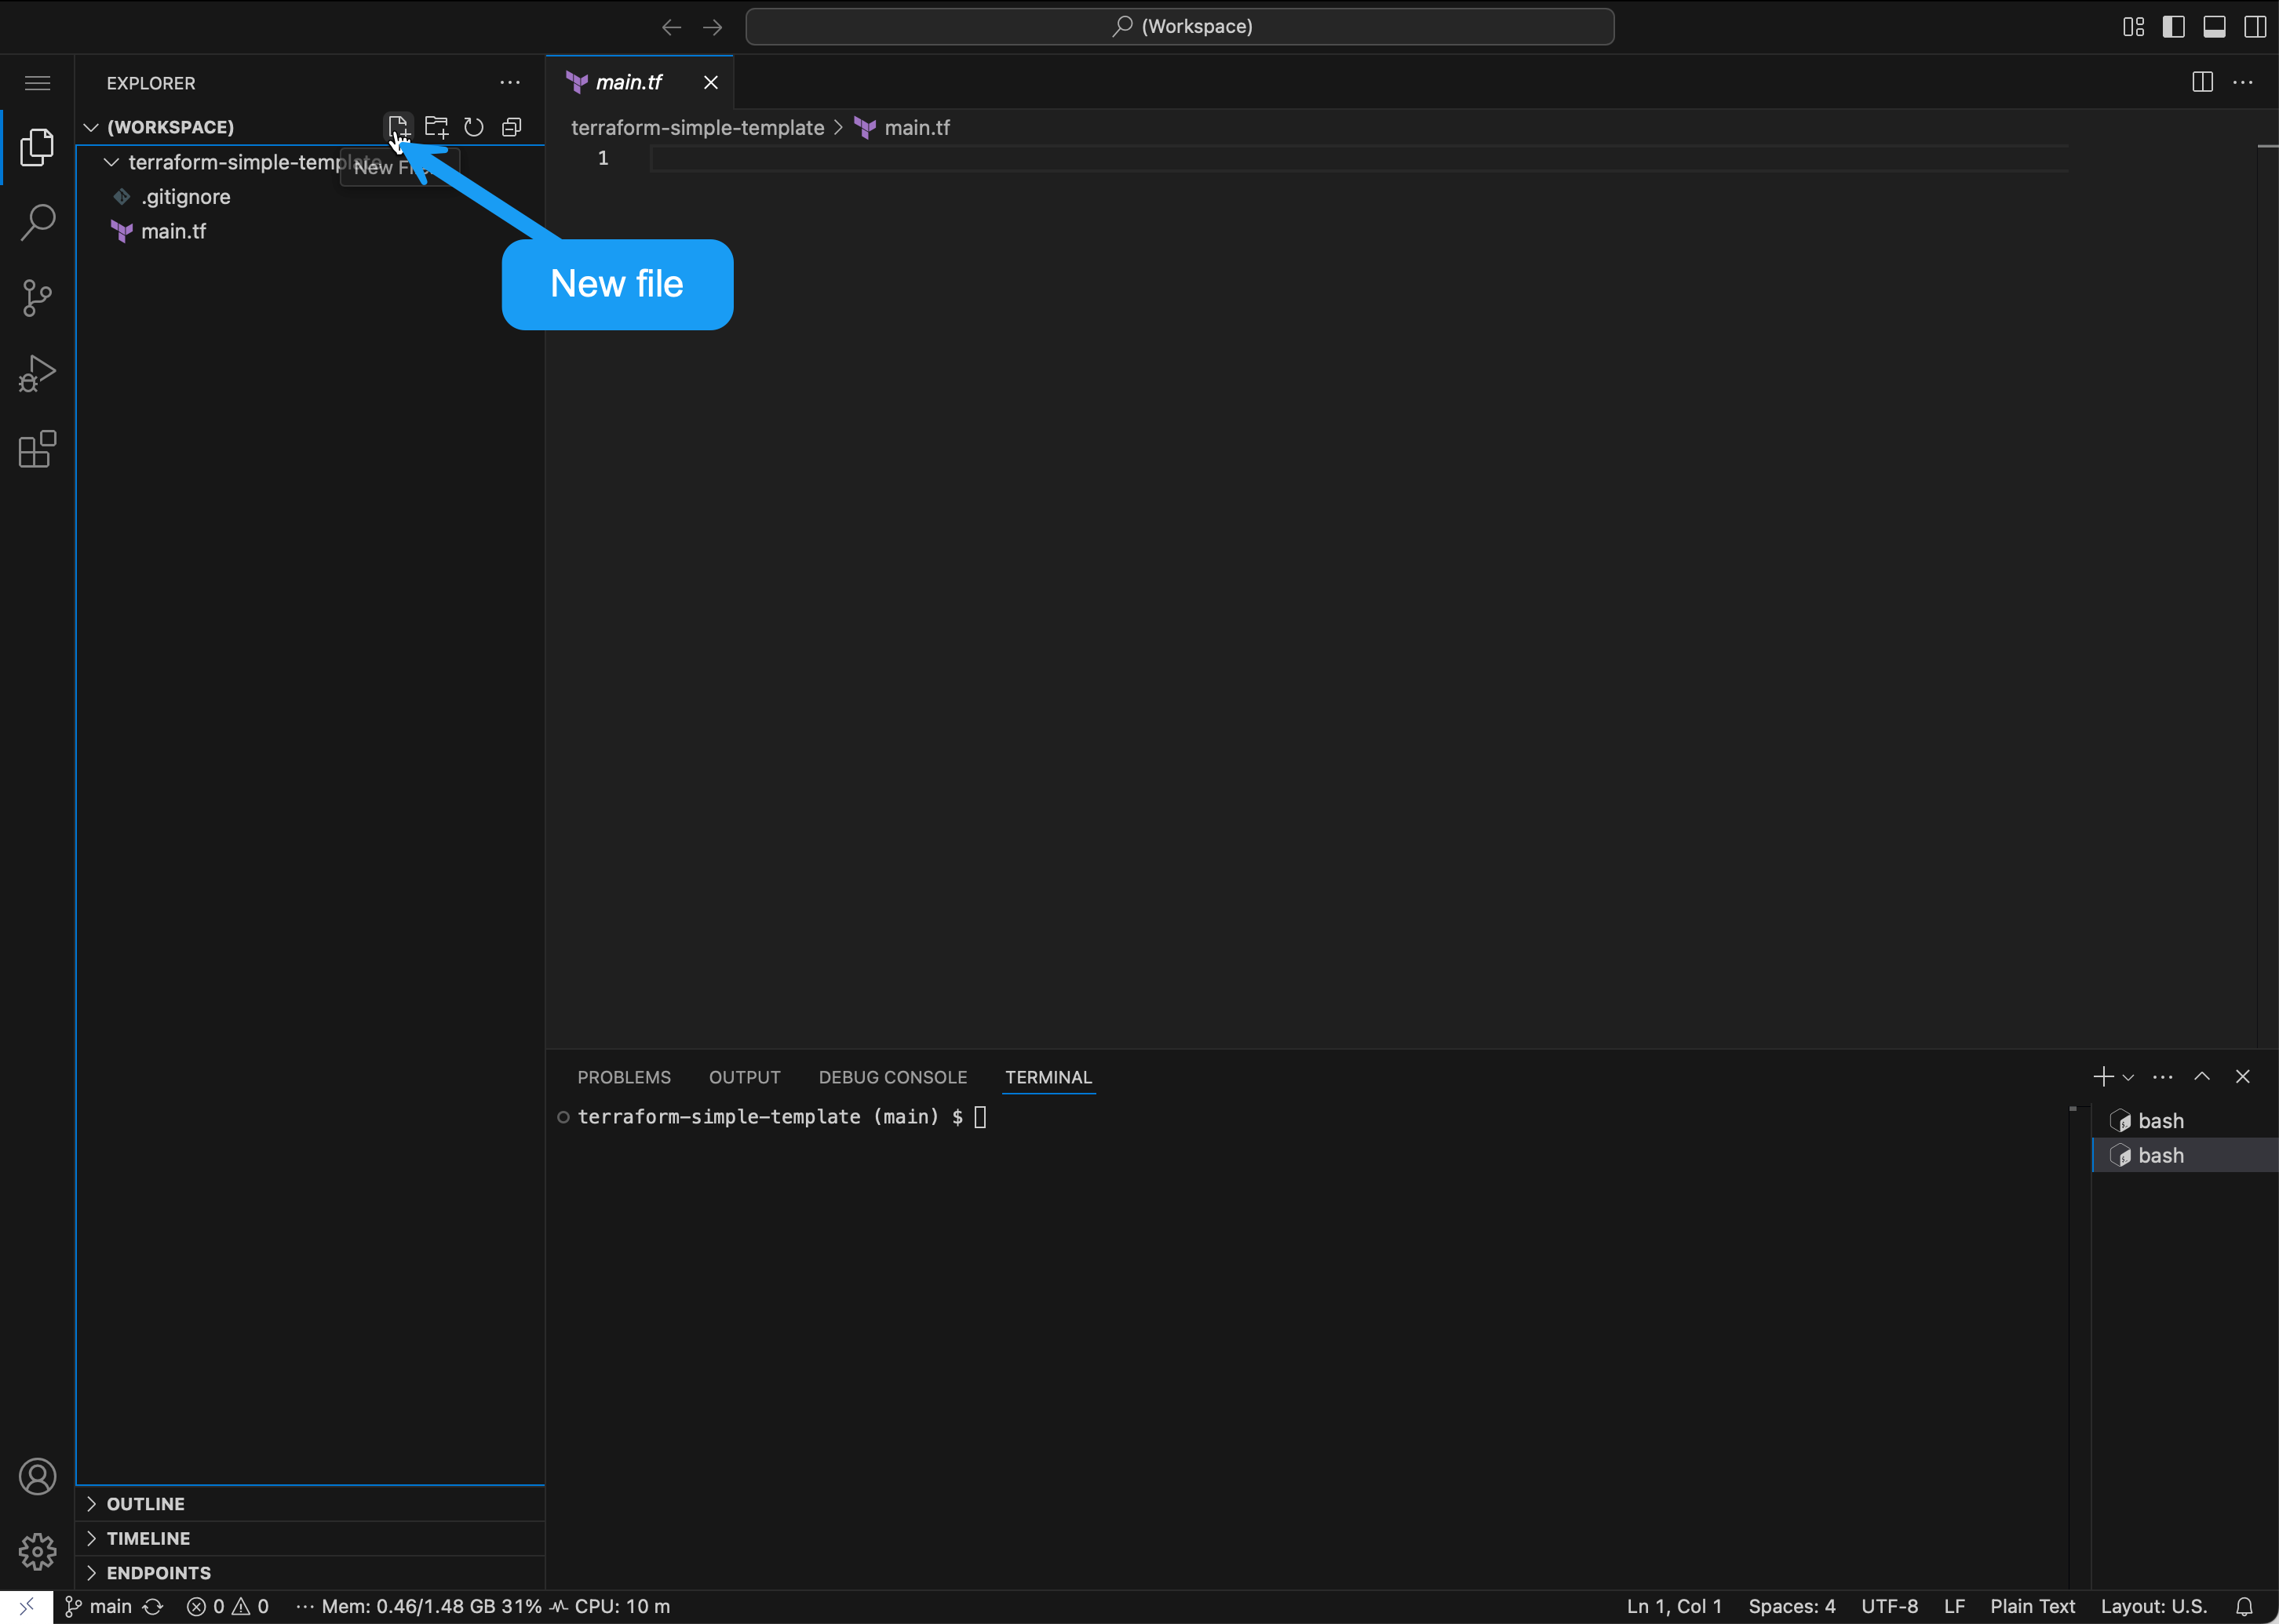 (Workspace)
EXPLORER
main.tf
(WORKSPACE)
terraform-simple-template > main.tf
terraform-simple-template
New File
1
.gitignore
main.tf
New file
PROBLEMS OUTPUT DEBUG CONSOLE TERMINAL
terraform-simple-template (main) $
bash
bash
OUTLINE
TIMELINE
ENDPOINTS
main 0 0 ... Mem: 0.46/1.48 GB 31% CPU: 10 m Ln 1, Col 1 Spaces: 4 UTF-8 LF Plain Text Layout: U.S.